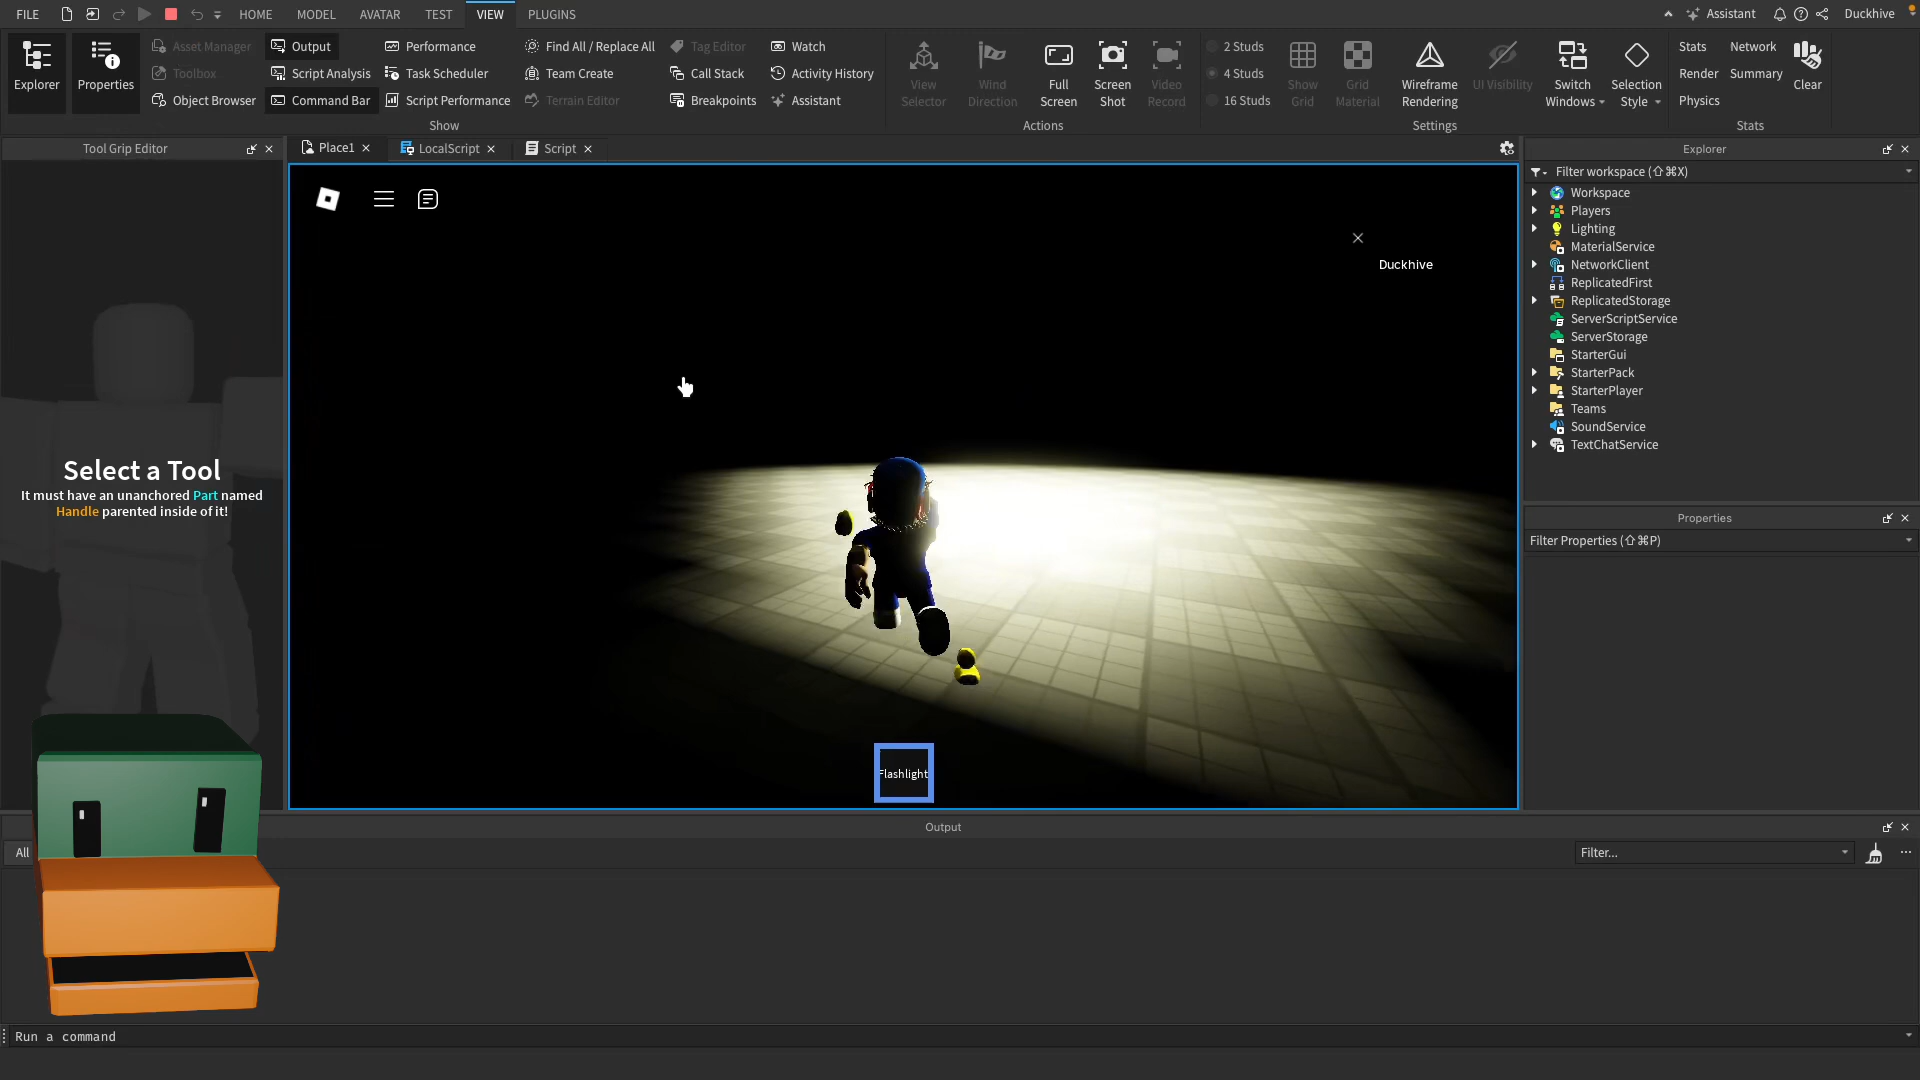 FILE
HOME
MODEL
AVATAR
TEST
VIEW
PLUGINS
Assistant
Duckhive
Explorer
Properties
Asset Manager
Toolbox
Object Browser
Output
Script Analysis
Command Bar
Performance
Task Scheduler
Script Performance
Find All / Replace All
Team Create
Terrain Editor
Tag Editor
Call Stack
Breakpoints
Watch
Activity History
Assistant
Show
View
Selector
Wind
Direction
Full
Screen
Screen
Shot
Video
Record
Actions
2 Studs
4 Studs
16 Studs
Show
Grid
Grid
Material
Wireframe
Rendering
UI Visibility
Switch
Windows
Selection
Style
Settings
Stats
Network
Render
Summary
Physics
Clear
Stats
Tool Grip Editor
Place1
LocalScript
Script
Select a Tool
It must have an unanchored Part named
Handle parented inside of it!
Duckhive
Flashlight
Explorer
Filter workspace (⇧⌘X)
Workspace
Players
Lighting
MaterialService
NetworkClient
ReplicatedFirst
ReplicatedStorage
ServerScriptService
ServerStorage
StarterGui
StarterPack
StarterPlayer
Teams
SoundService
TextChatService
Properties
Filter Properties (⇧⌘P)
Output
All
Filter...
Run a command